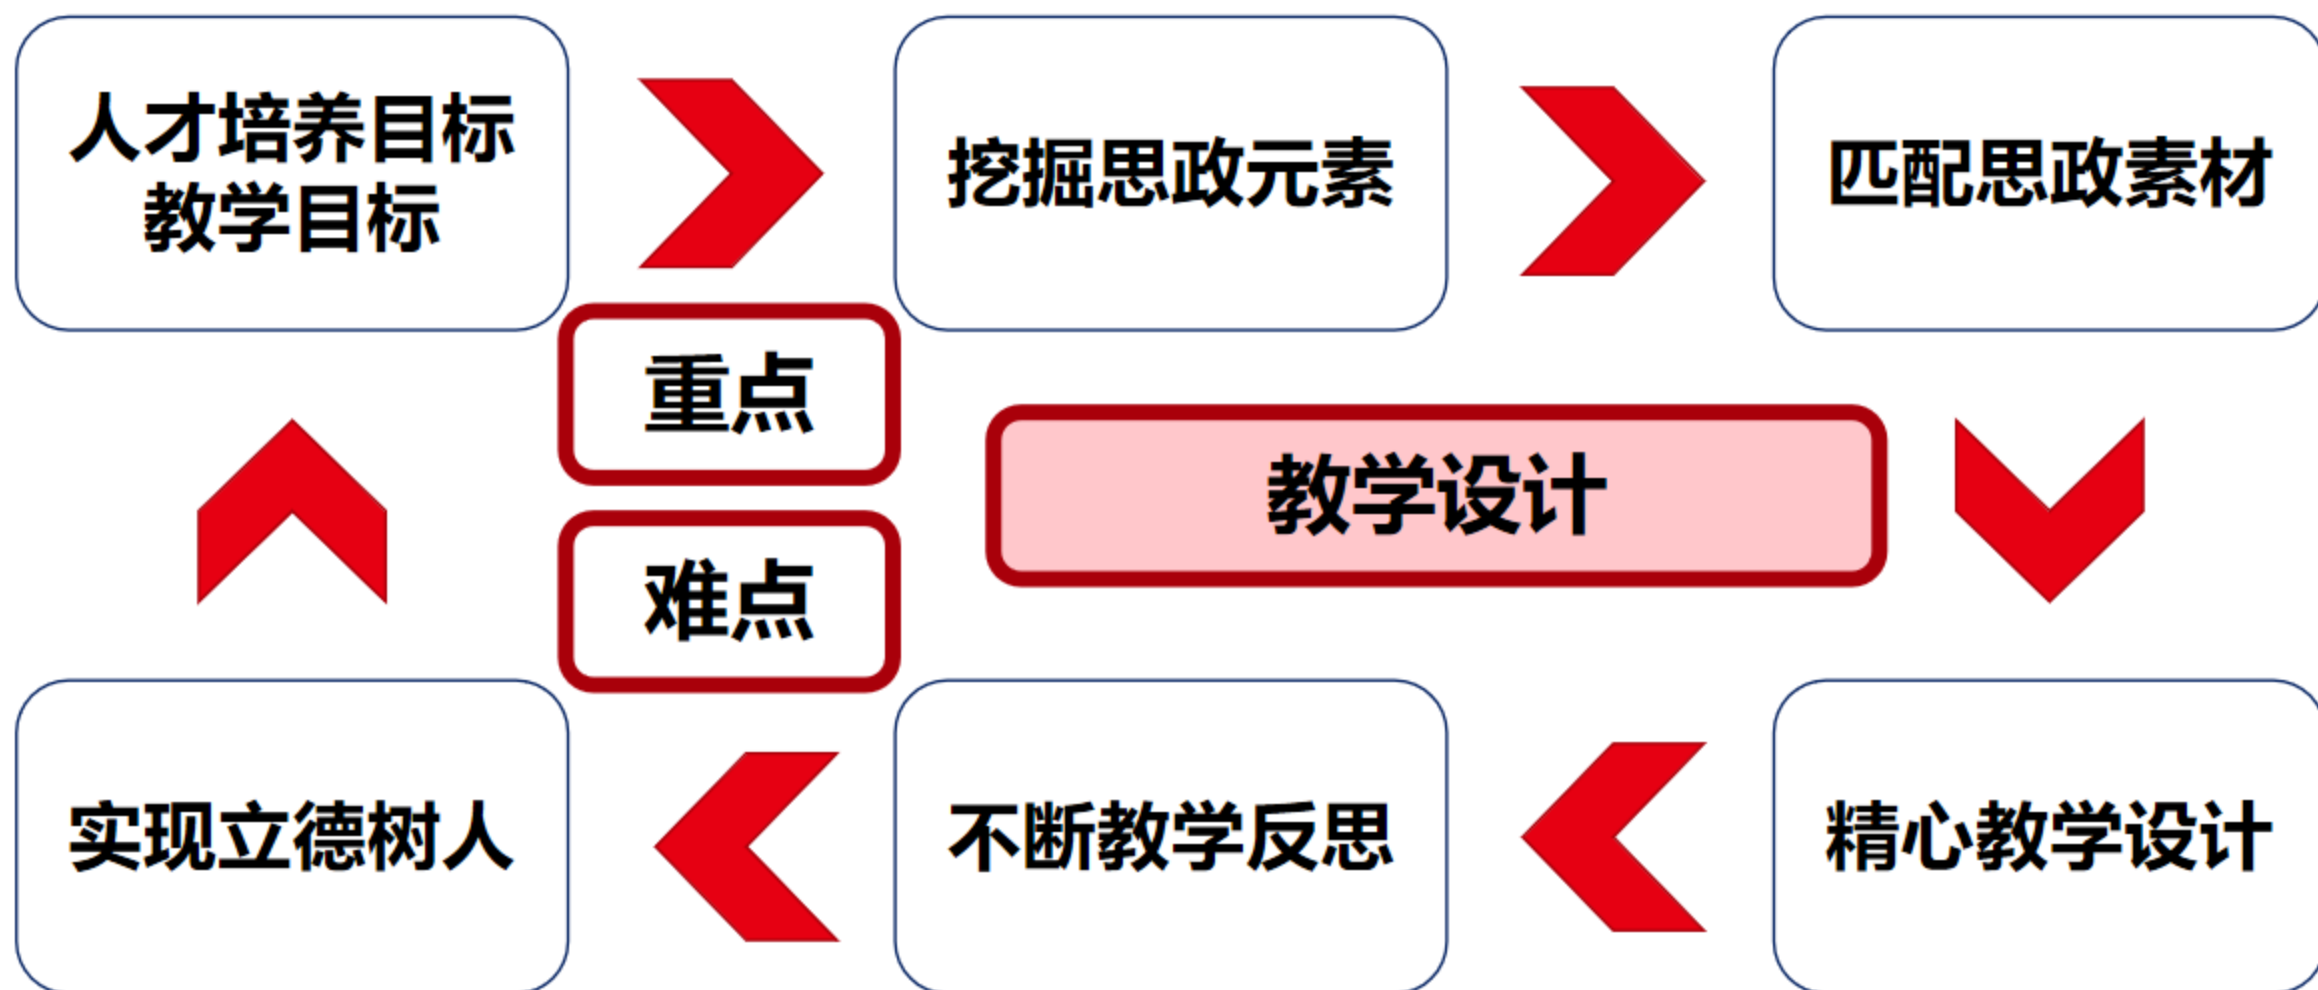 人才培养目标
教学目标
挖掘思政元素
匹配思政素材
重点
教学设计
难点
实现立德树人
不断教学反思
精心教学设计